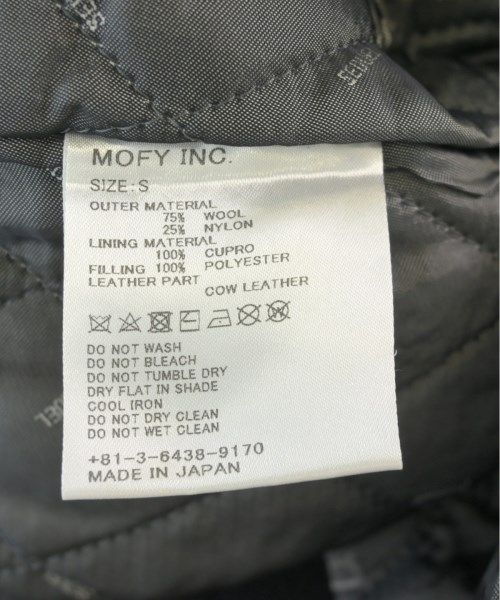 MOFY INC.
SIZE: S
OUTER MATERIAL
75% WOOL
25% NYLON
LINING MATERIAL
100% CUPRO
FILLING 100% POLYESTER
LEATHER PART
COW LEATHER
DO NOT WASH
DO NOT BLEACH
DO NOT TUMBLE DRY
DRY FLAT IN SHADE
COOL IRON
DO NOT DRY CLEAN
DO NOT WET CLEAN
+81-3-6438-9170
MADE IN JAPAN